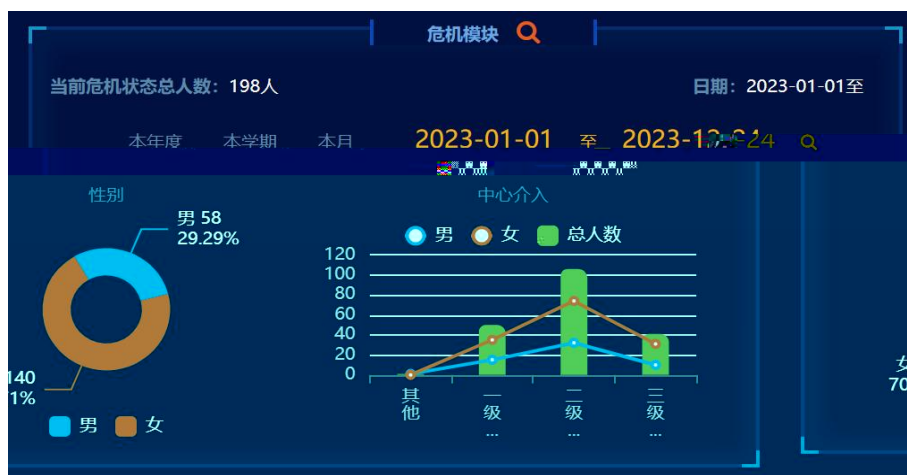 危机模块
当前危机状态总人数：198人
日期：2023-01-01至
本年度 本学期 本月 2023-01-01 至
性别
中心介入
男 58
29.29%
男 女 总人数
120
100
80
60
40
20
0
140
1%
其他
一级...
二级...
三级...
男 女
女
70